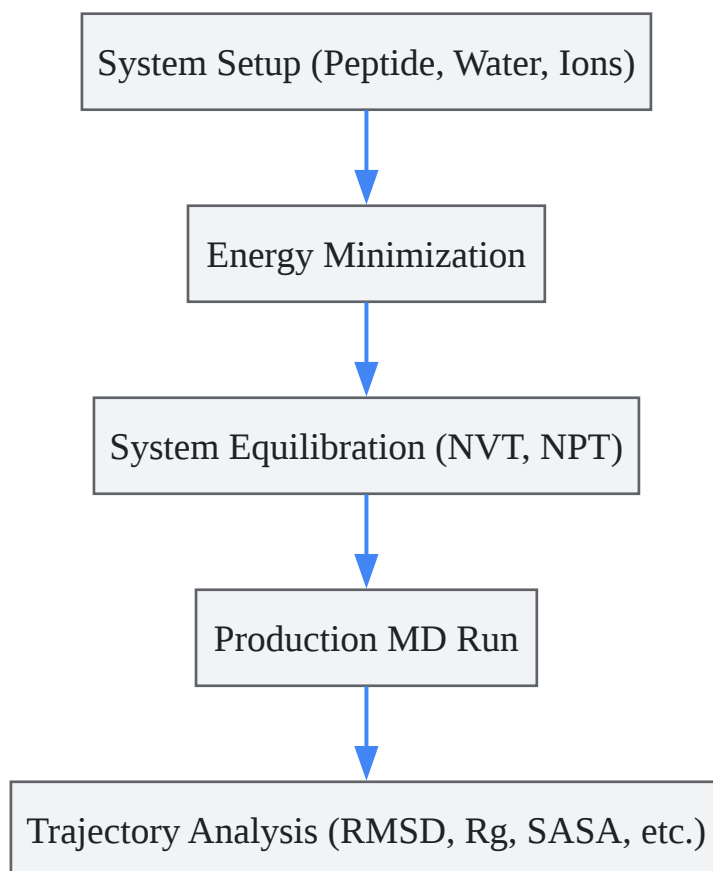 System Setup (Peptide, Water, Ions)
Energy Minimization
System Equilibration (NVT, NPT)
Production MD Run
Trajectory Analysis (RMSD, Rg, SASA, etc.)